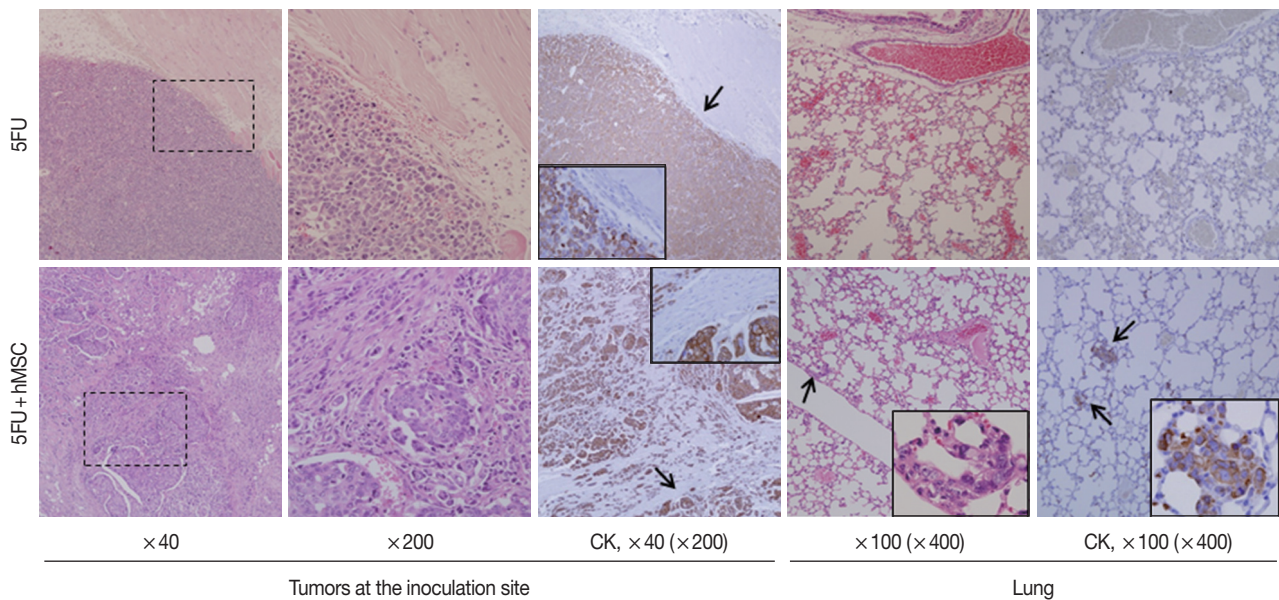 5FU
5FU + hMSC
×40
×200
CK, ×40 (×200)
×100 (×400)
CK, ×100 (×400)
Tumors at the inoculation site
Lung